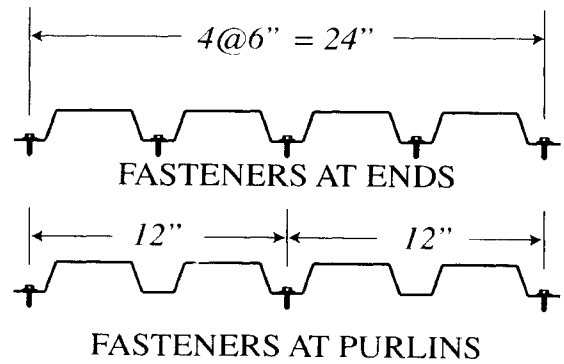 4@6" = 24"
FASTENERS AT ENDS
12" 12"
FASTENERS AT PURLINS